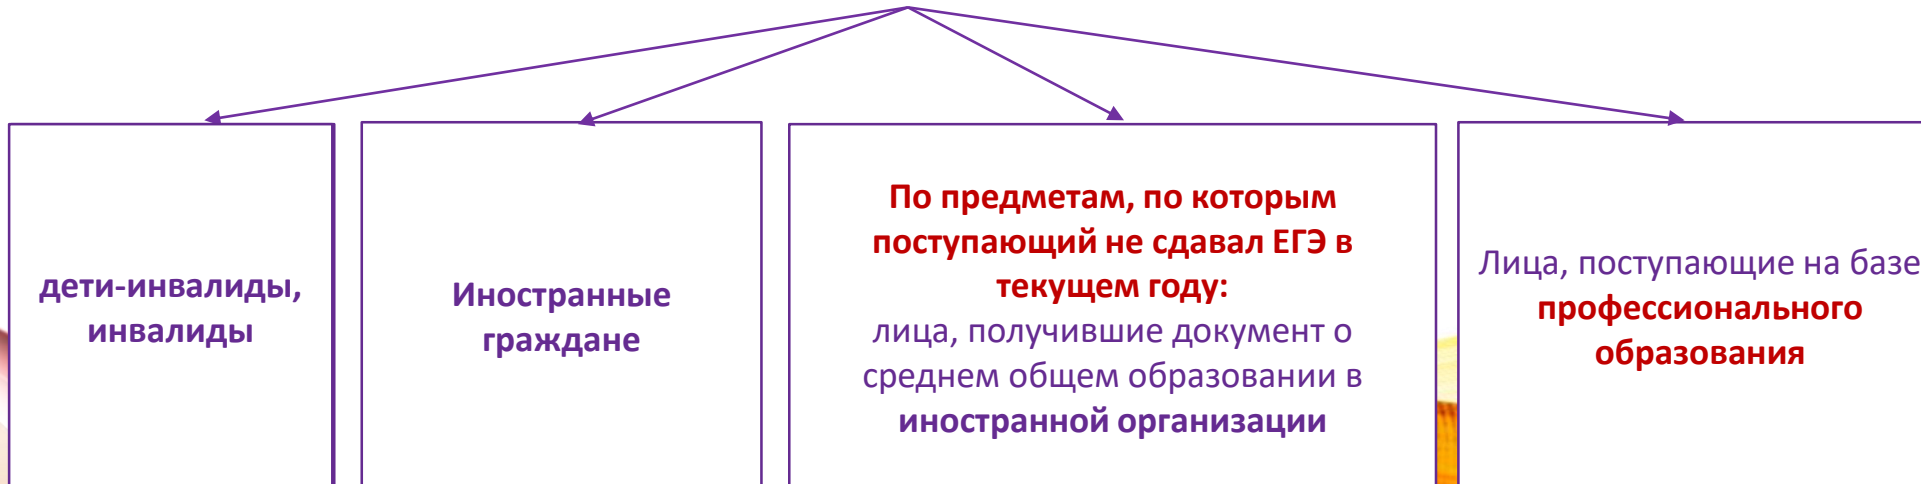 дети-инвалиды,
инвалиды
Иностранные
граждане
По предметам, по которым
поступающий не сдавал ЕГЭ в
текущем году:
лица, получившие документ о
среднем общем образовании в
иностранной организации
Лица, поступающие на базе
профессионального
образования